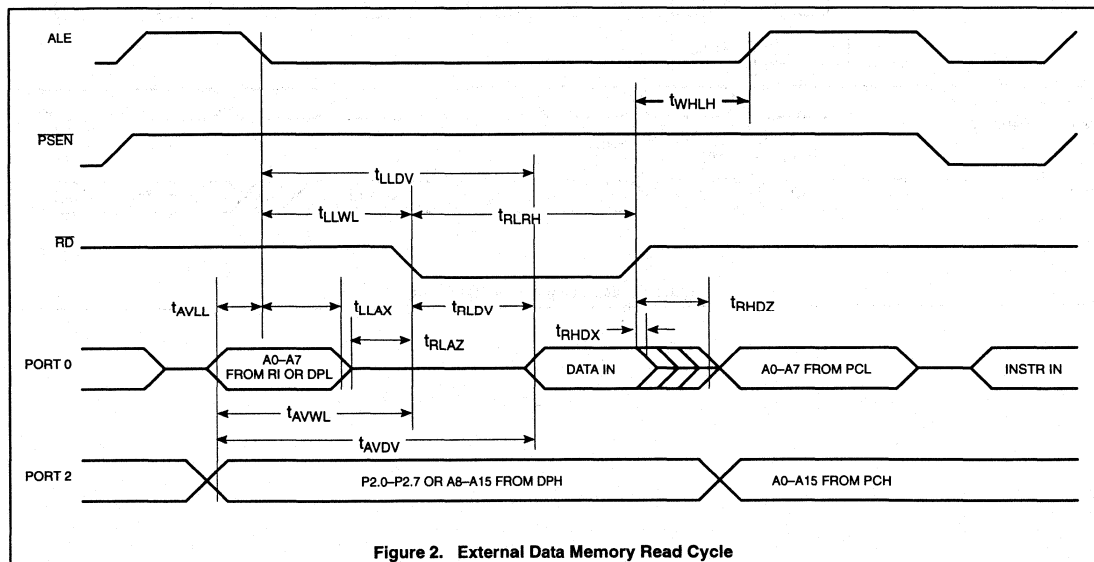 ALE
tWHLH
PSEN
tLLDV
tLLWL
tRLRH
RD
tAVLL
tLLAX
tRLDV
tRHDZ
tRLAZ
tRHDX
PORT 0
A0–A7
FROM RI OR DPL
DATA IN
A0–A7 FROM PCL
INSTR IN
tAVWL
tAVDV
PORT 2
P2.0–P2.7 OR A8–A15 FROM DPH
A0–A15 FROM PCH
Figure 2. External Data Memory Read Cycle